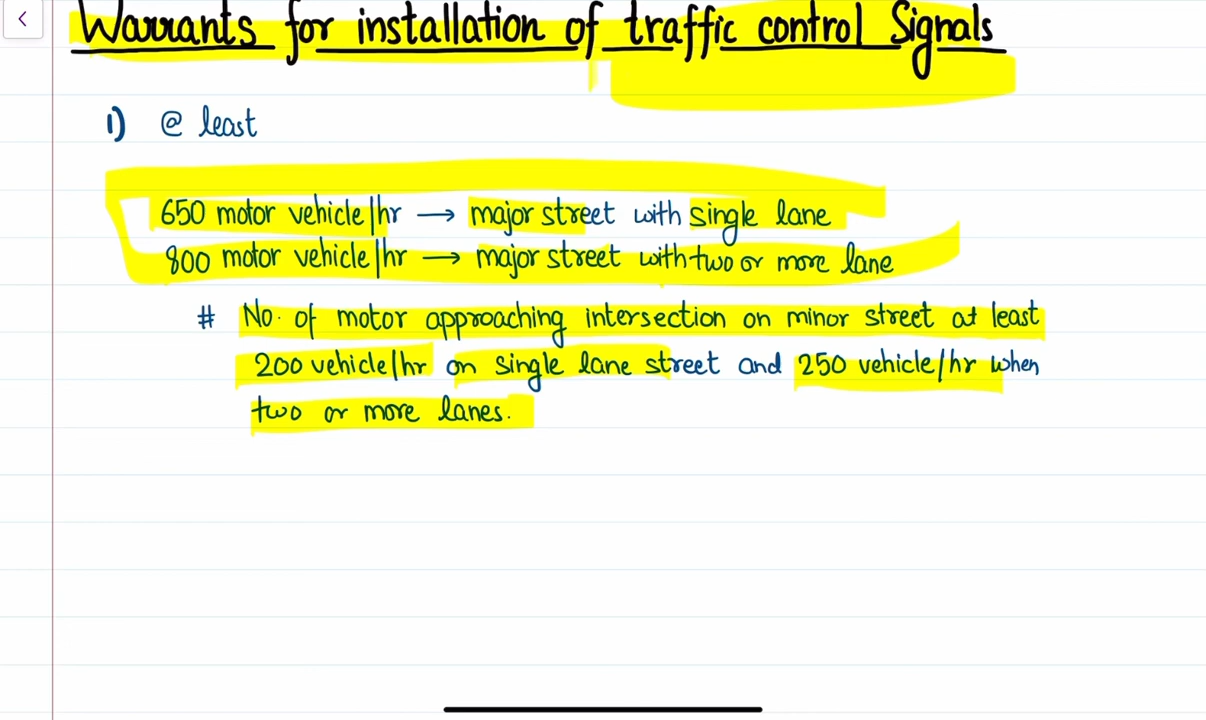 Warrants for installation of traffic control Signals
1) @ least
650 motor vehicle/hr → major street with single lane
800 motor vehicle/hr → major street with two or more lane
# No. of motor approaching intersection on minor street at least
200 vehicle/hr on single lane street and 250 vehicle/hr when
two or more lanes.